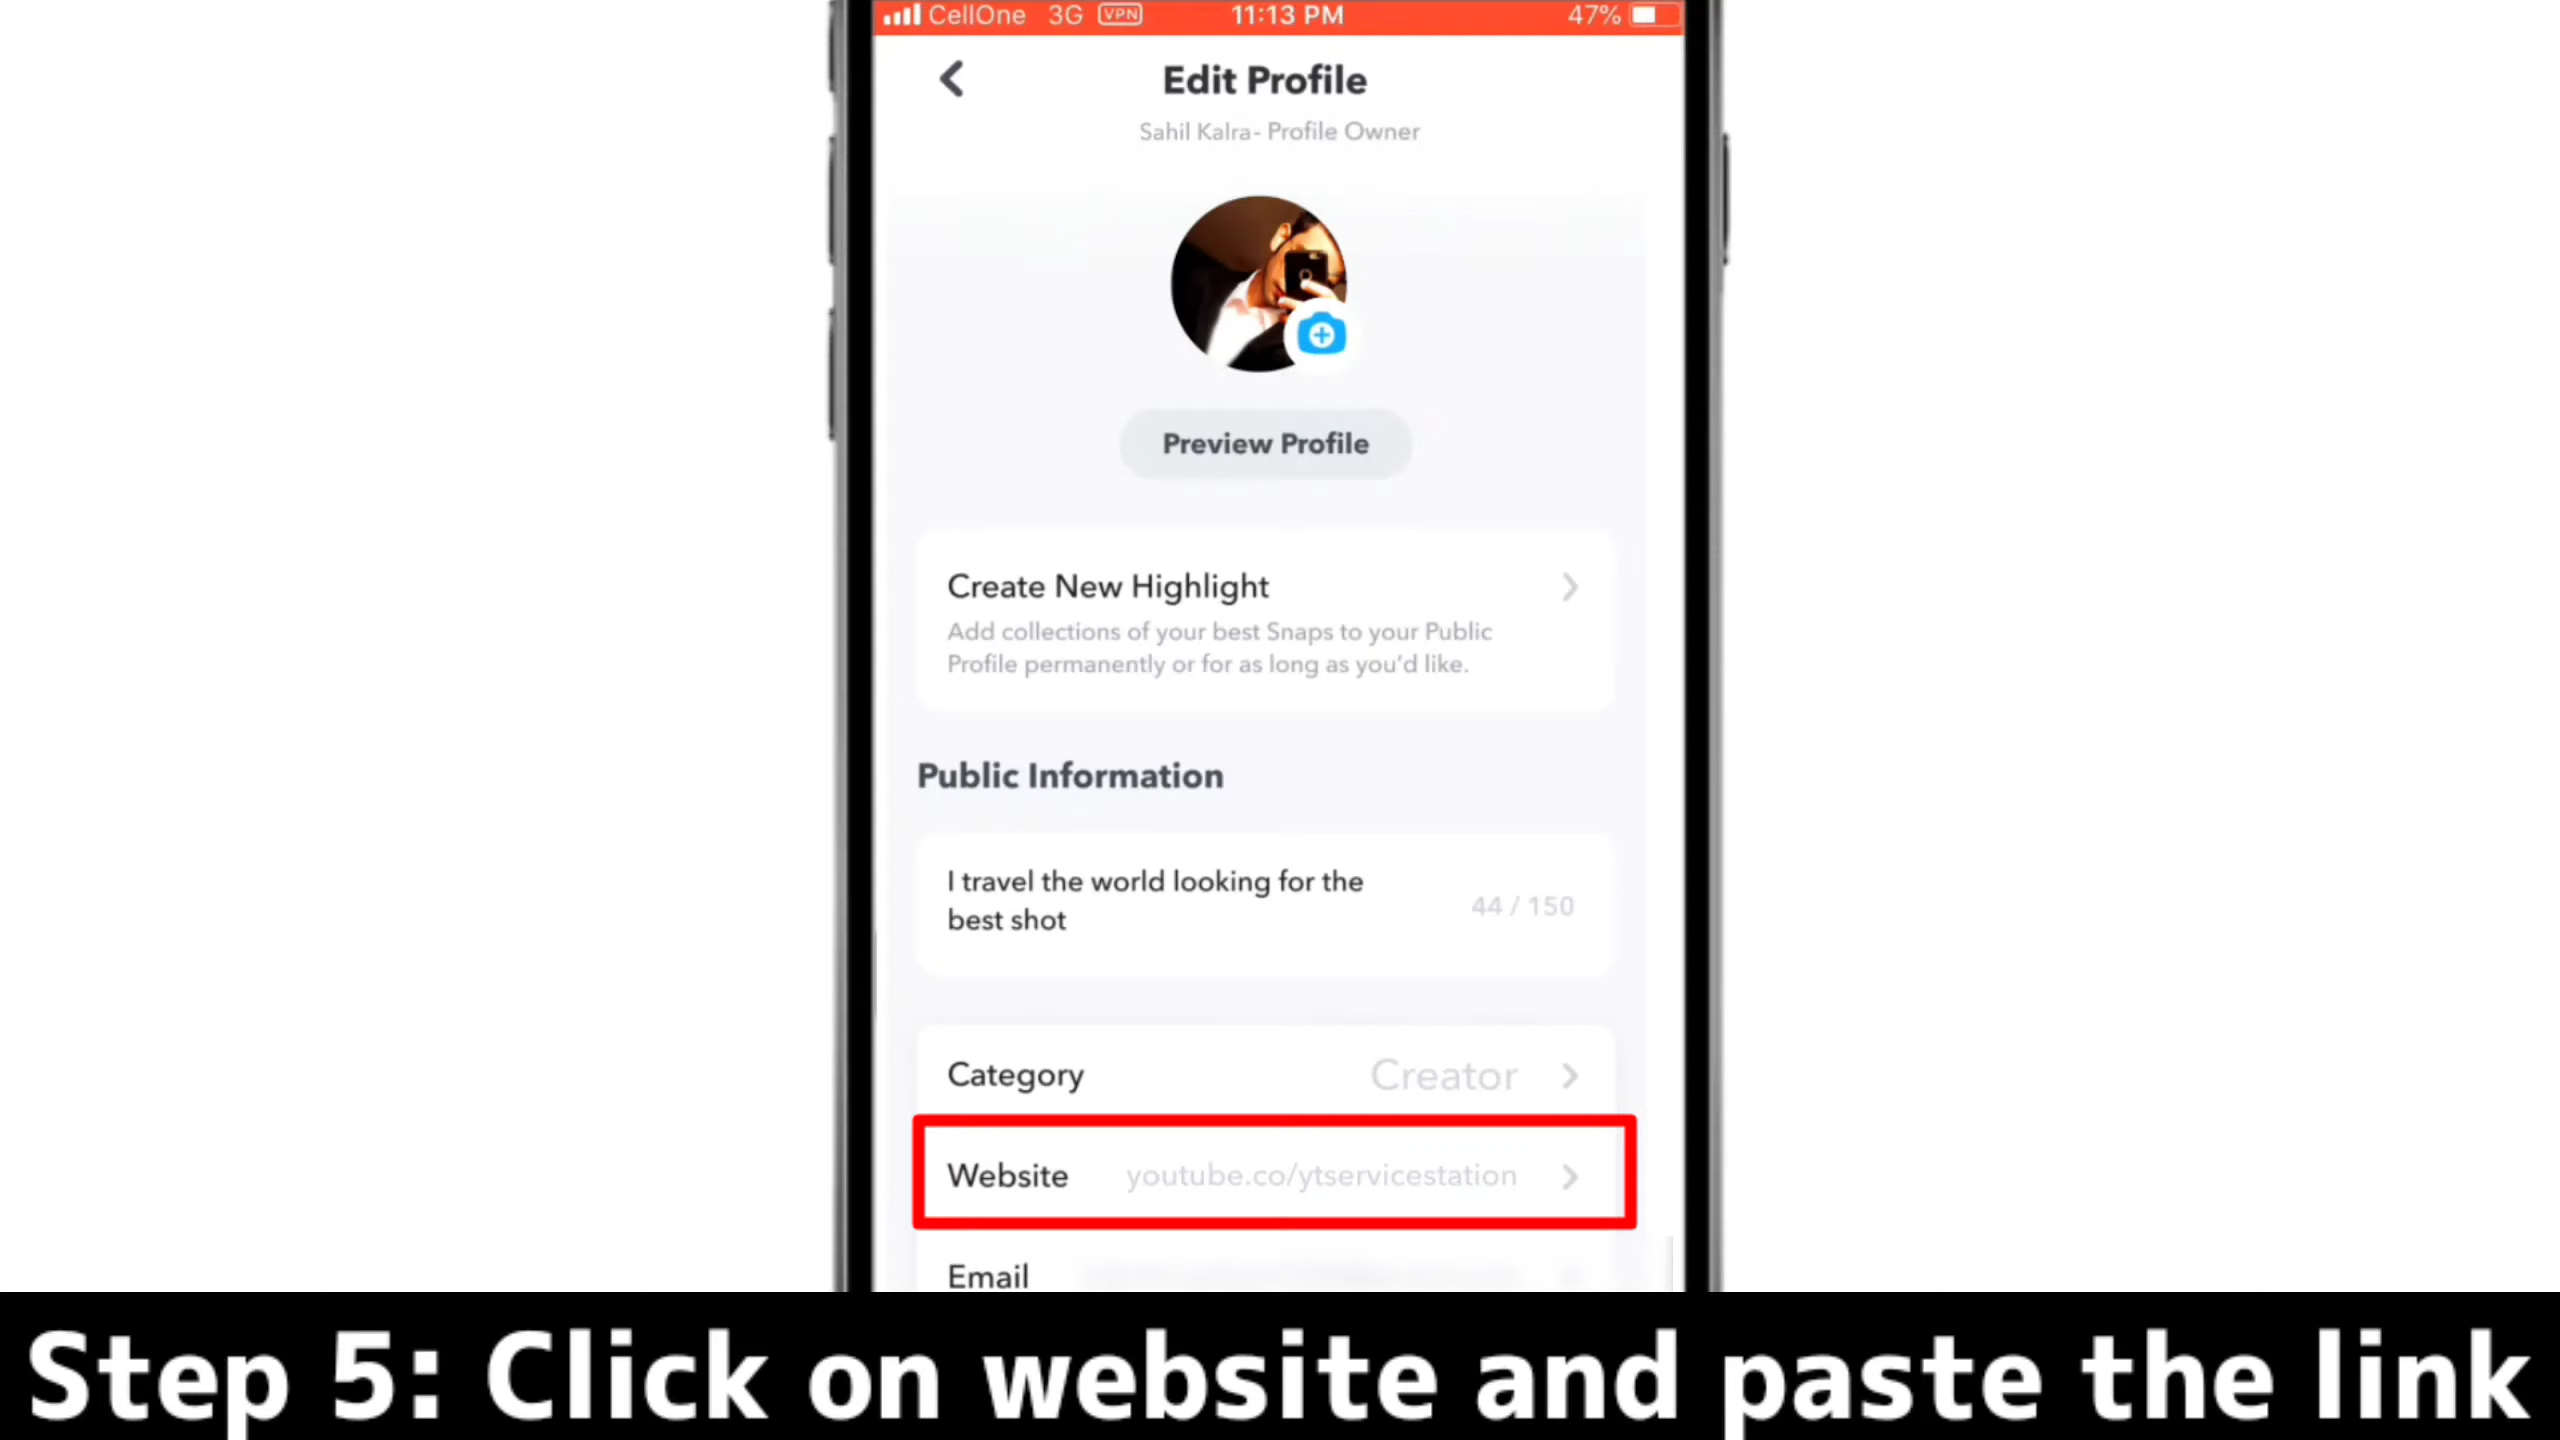 CellOne 3G VPN 11:13 PM 47%
Edit Profile
Sahil Kalra- Profile Owner
Preview Profile
Create New Highlight
Add collections of your best Snaps to your Public
Profile permanently or for as long as you'd like.
Public Information
I travel the world looking for the
best shot
44 / 150
Category Creator
Website youtube.co/ytservicestation
Email
Step 5: Click on website and paste the link